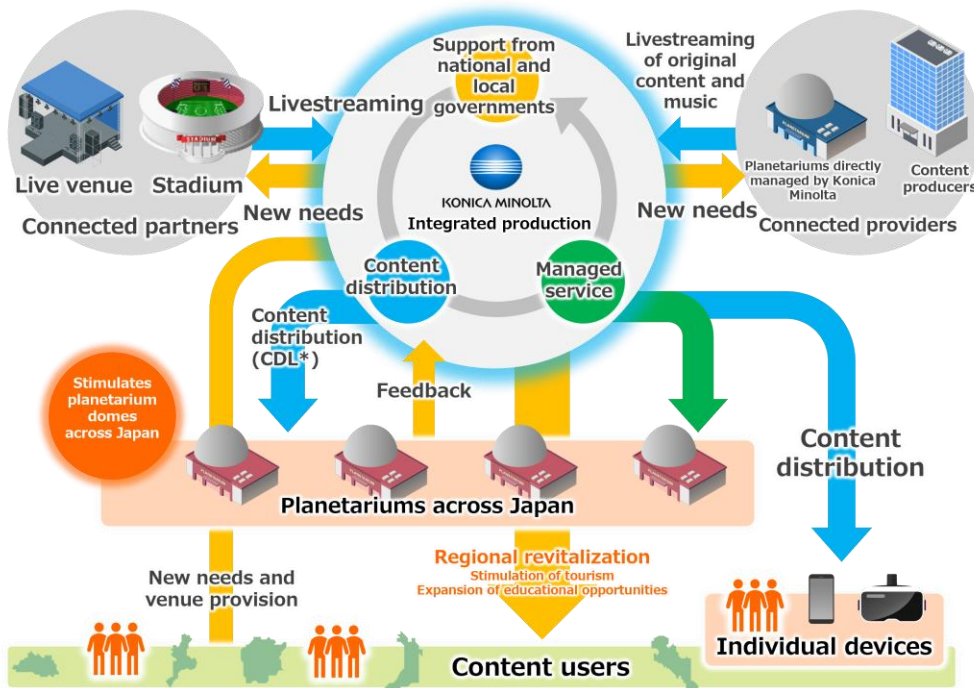 Support from
national and
local
governments
Livestreaming
of original
content and
music
Livestreaming
STADIUM
Live venue
Stadium
New needs
Connected partners
KONICA MINOLTA
Integrated production
Planetariums directly
managed by Konica
Minolta
Content
producers
New needs
Connected providers
Content
distribution
Managed
service
Content
distribution
(CDL*)
Feedback
Stimulates
planetarium
domes
across Japan
Content
distribution
Planetariums across Japan
Regional revitalization
Stimulation of tourism
Expansion of educational opportunities
New needs and
venue provision
Individual devices
Content users